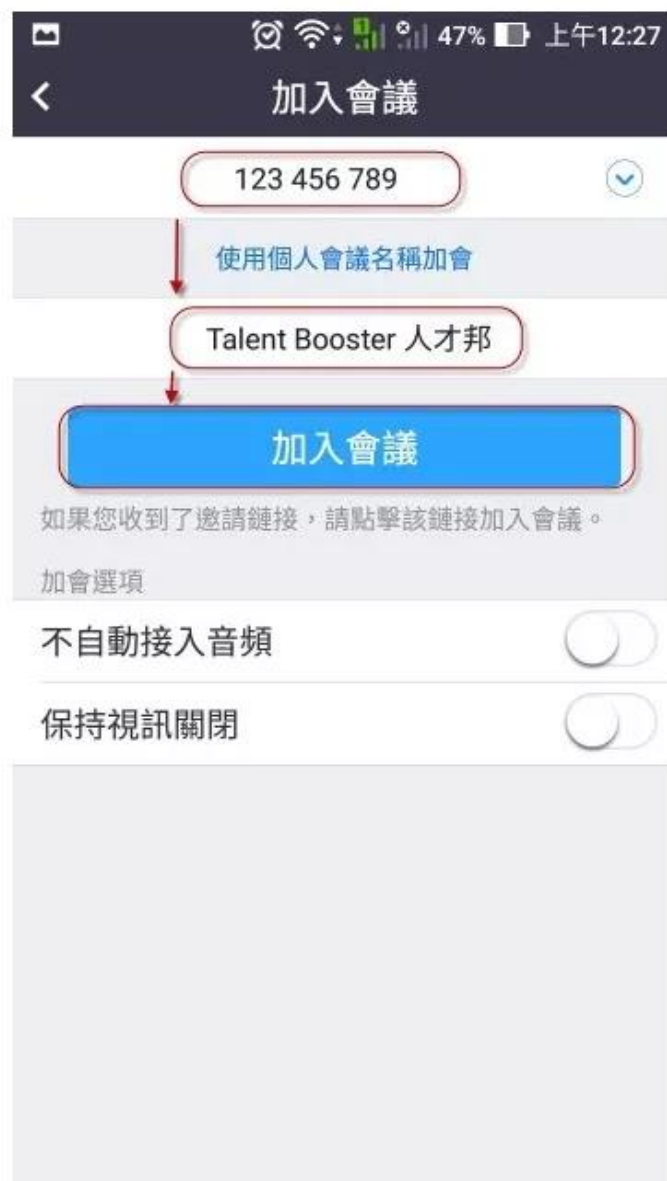 47% 上午12:27
加入會議
123 456 789
使用個人會議名稱加會
Talent Booster 人才邦
加入會議
如果您收到了邀請鏈接，請點擊該鏈接加入會議。
加會選項
不自動接入音頻
保持視訊關閉